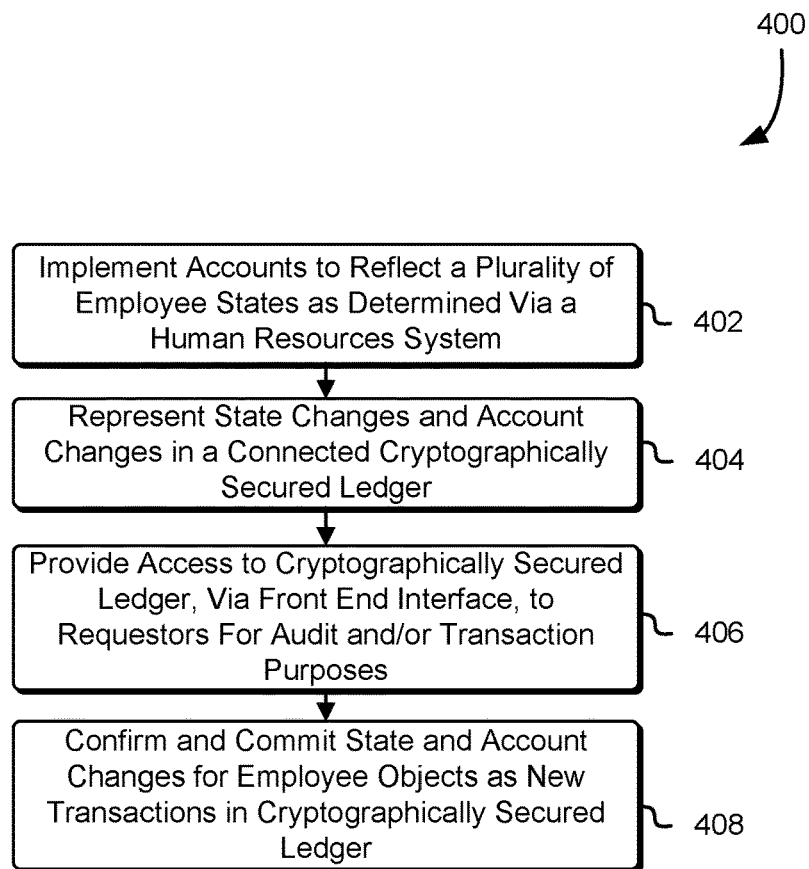 400
Implement Accounts to Reflect a Plurality of
Employee States as Determined Via a
Human Resources System
402
Represent State Changes and Account
Changes in a Connected Cryptographically
Secured Ledger
404
Provide Access to Cryptographically Secured
Ledger, Via Front End Interface, to
Requestors For Audit and/or Transaction
Purposes
406
Confirm and Commit State and Account
Changes for Employee Objects as New
Transactions in Cryptographically Secured
Ledger
408